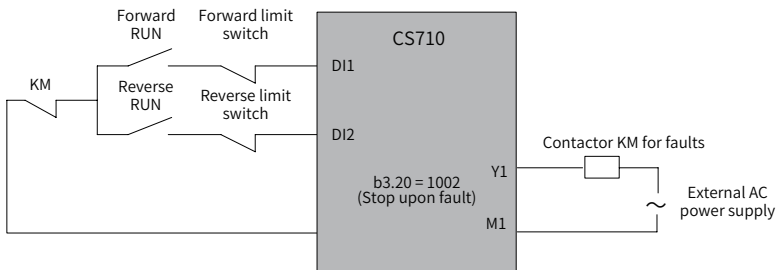 Forward
RUN
Forward limit
switch
CS710
DI1
KM
Reverse
RUN
Reverse limit
switch
DI2
Contactor KM for faults
Y1
b3.20 = 1002
(Stop upon fault)
External AC
power supply
~
M1